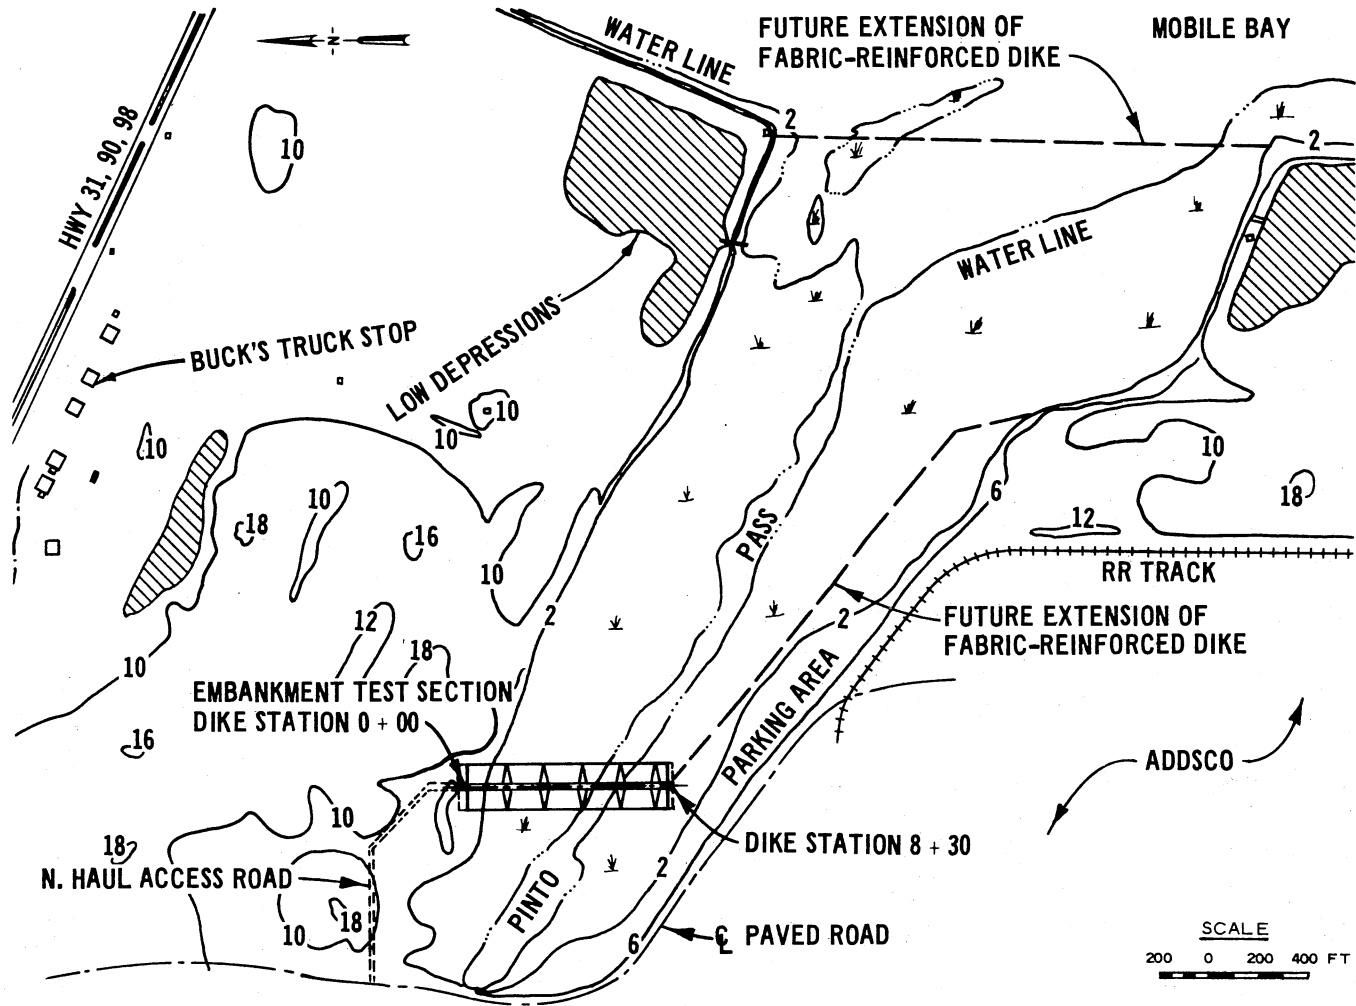 FUTURE EXTENSION OF
FABRIC-REINFORCED DIKE
MOBILE BAY
WATER LINE
N
2
2
10
HWY 31, 90, 98
WATER LINE
BUCK'S TRUCK STOP
LOW DEPRESSIONS
10
10
10
10
18
10
18
16
6
12
PASS
10
RR TRACK
2
12
2
FUTURE EXTENSION OF
FABRIC-REINFORCED DIKE
18
10
EMBANKMENT TEST SECTION
DIKE STATION 0 + 00
PARKING AREA
16
ADDSCO
10
18
DIKE STATION 8 + 30
2
N. HAUL ACCESS ROAD
PINTO
18
10
6
℄ PAVED ROAD
SCALE
200 0 200 400 FT